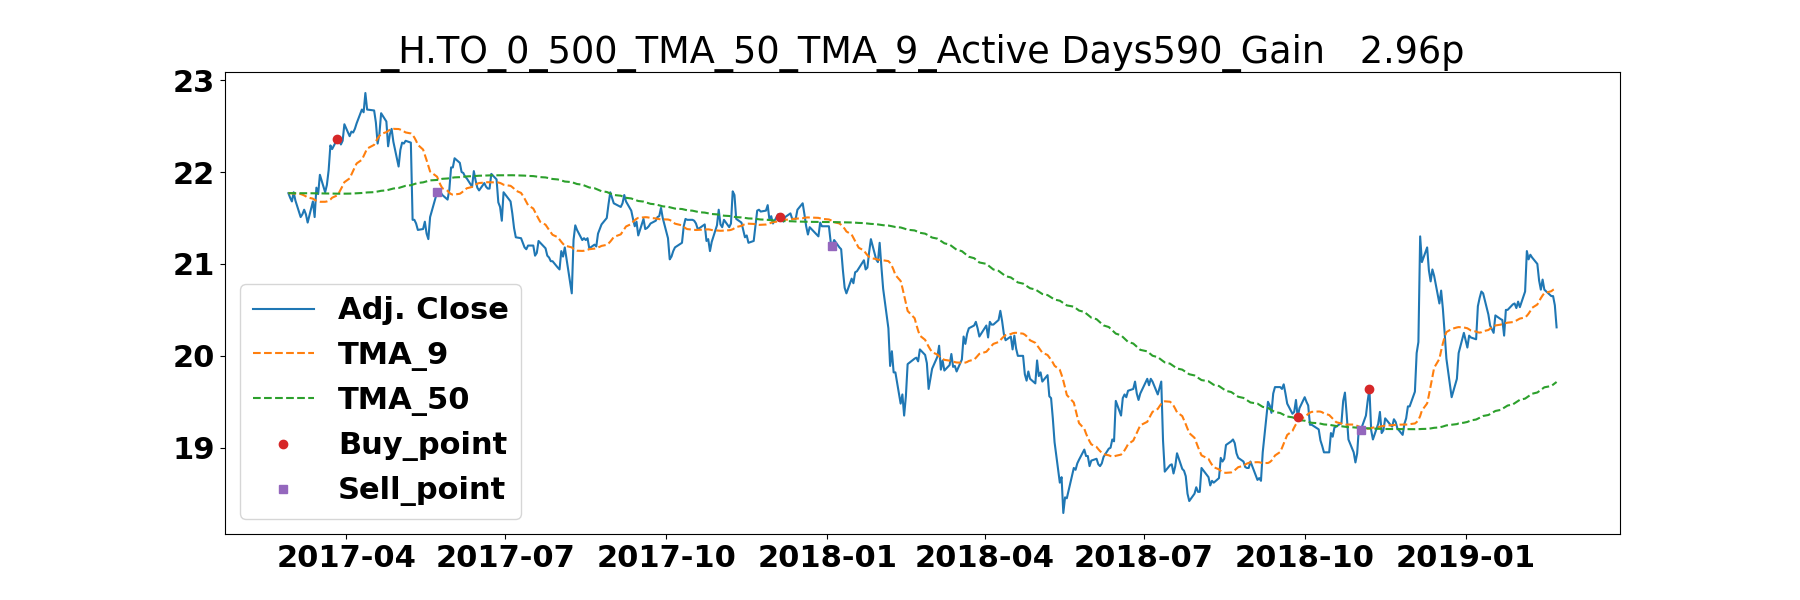 _H.TO_0_500_TMA_50_TMA_9_Active Days590_Gain   2.96p
23
22
21
20
19
Adj. Close
TMA_9
TMA_50
Buy_point
Sell_point
2017-04 2017-07 2017-10 2018-01 2018-04 2018-07 2018-10 2019-01